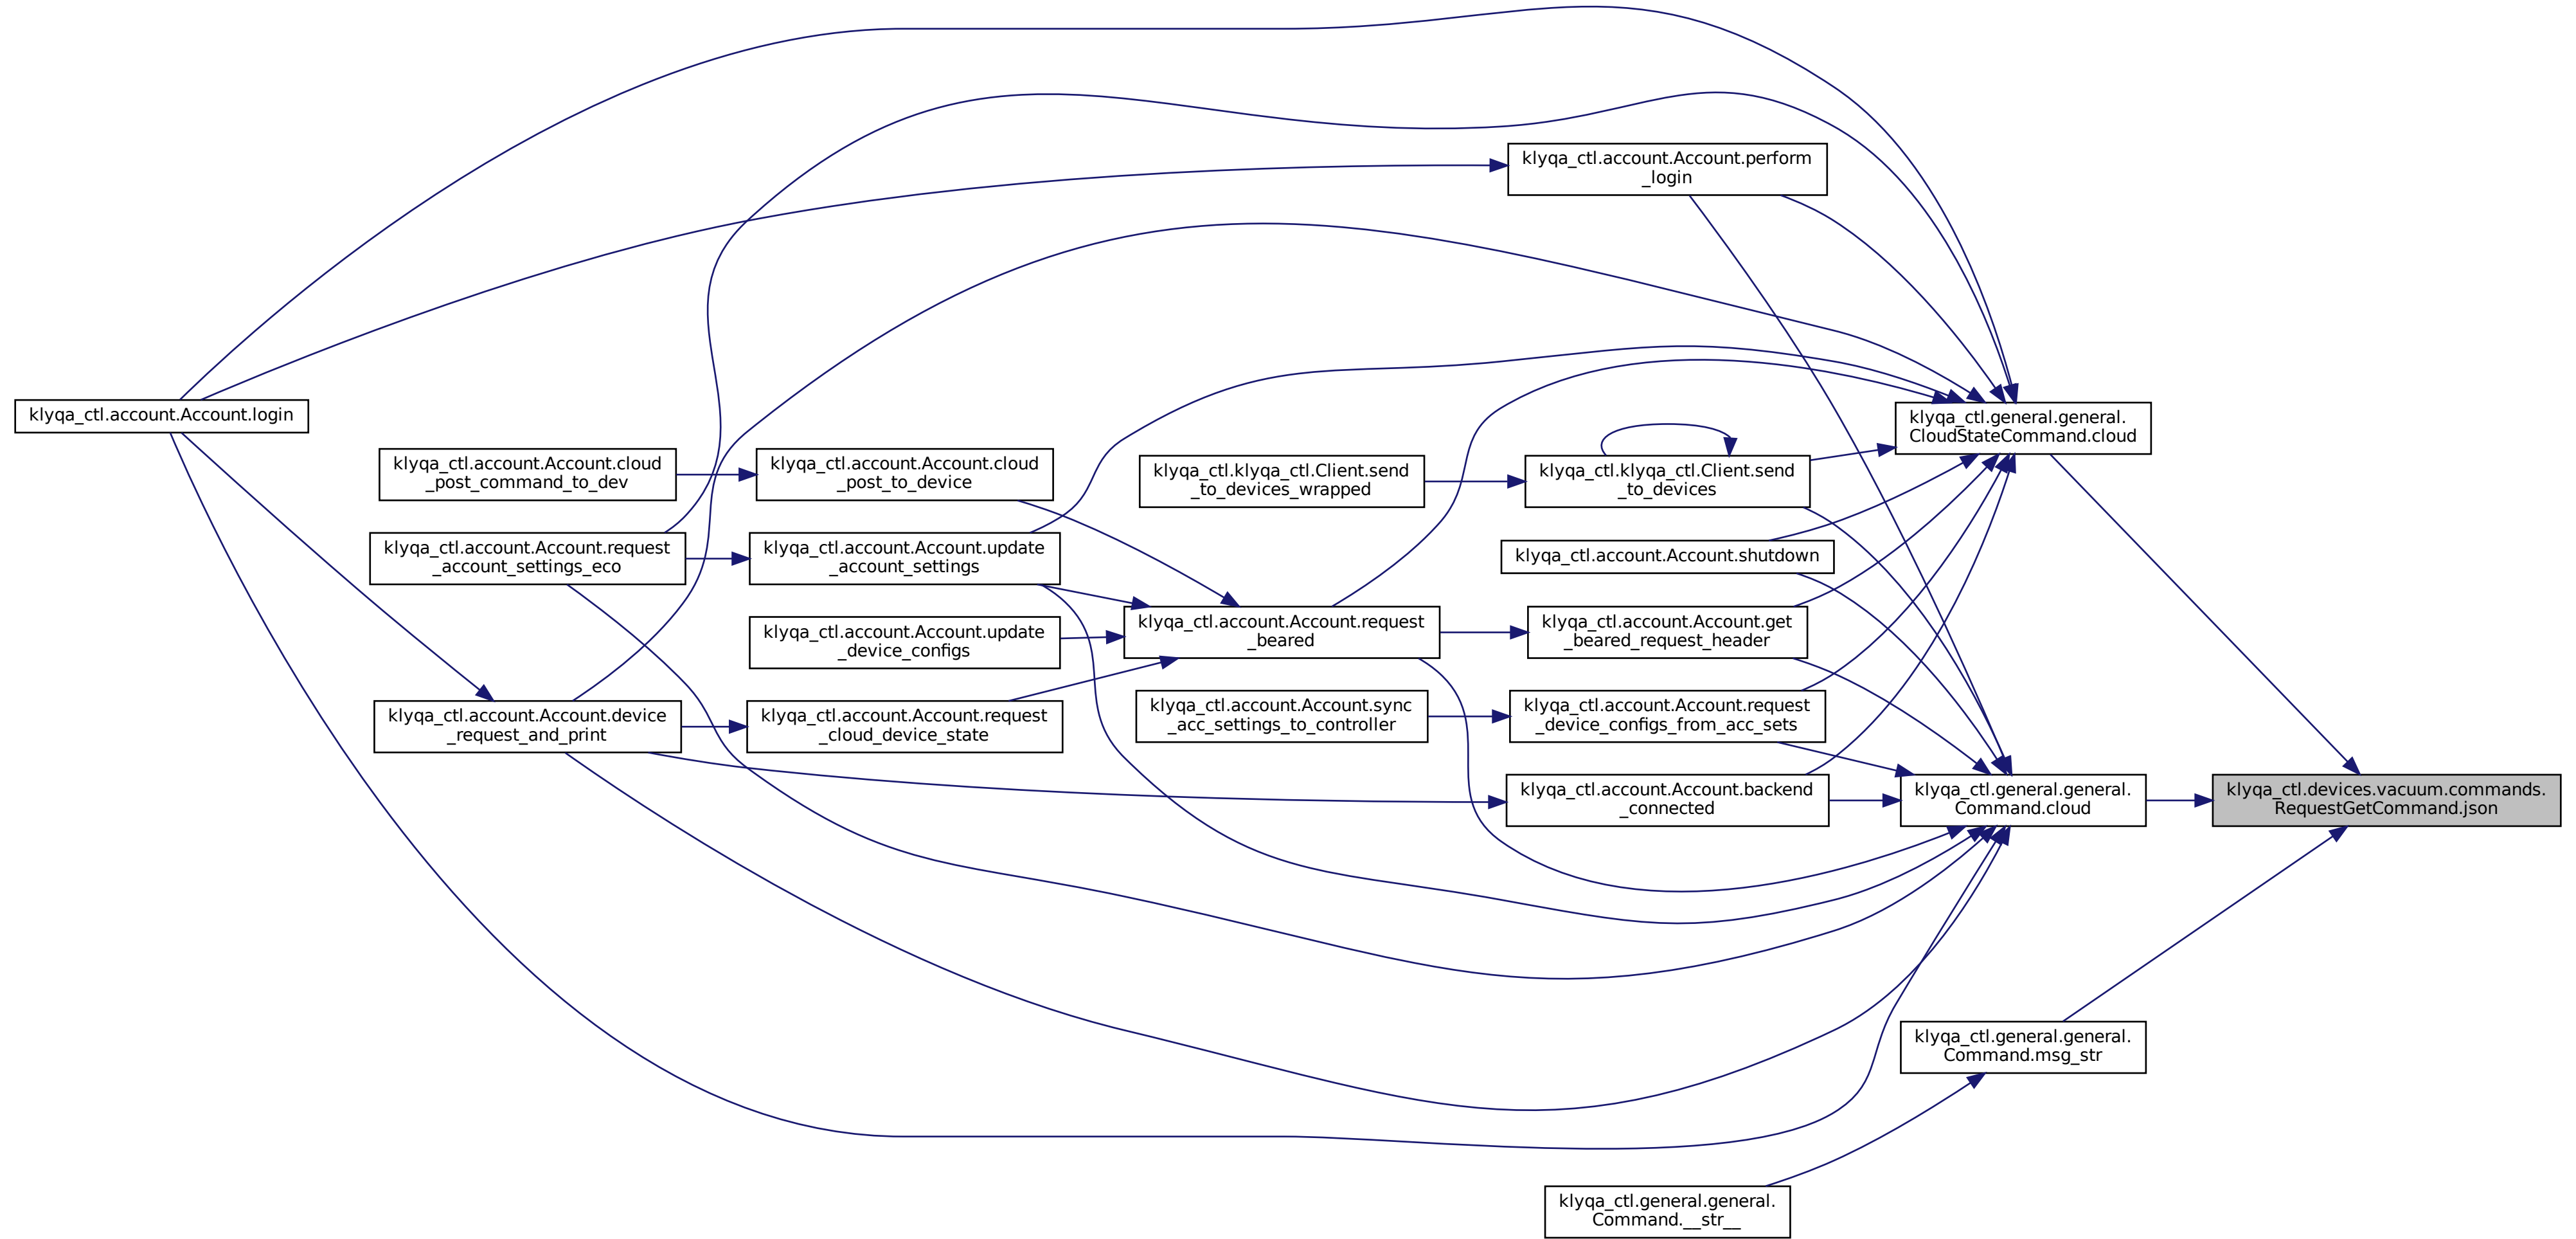 klyqa_ctl.account.Account.perform
_login
klyqa_ctl.account.Account.login
klyqa_ctl.general.general.
CloudStateCommand.cloud
klyqa_ctl.account.Account.cloud
_post_command_to_dev
klyqa_ctl.account.Account.cloud
_post_to_device
klyqa_ctl.klyqa_ctl.Client.send
_to_devices_wrapped
klyqa_ctl.klyqa_ctl.Client.send
_to_devices
klyqa_ctl.account.Account.request
_account_settings_eco
klyqa_ctl.account.Account.update
_account_settings
klyqa_ctl.account.Account.shutdown
klyqa_ctl.account.Account.update
_device_configs
klyqa_ctl.account.Account.request
_beared
klyqa_ctl.account.Account.get
_beared_request_header
klyqa_ctl.account.Account.device
_request_and_print
klyqa_ctl.account.Account.request
_cloud_device_state
klyqa_ctl.account.Account.sync
_acc_settings_to_controller
klyqa_ctl.account.Account.request
_device_configs_from_acc_sets
klyqa_ctl.account.Account.backend
_connected
klyqa_ctl.general.general.
Command.cloud
klyqa_ctl.devices.vacuum.commands.
RequestGetCommand.json
klyqa_ctl.general.general.
Command.msg_str
klyqa_ctl.general.general.
Command.__str__